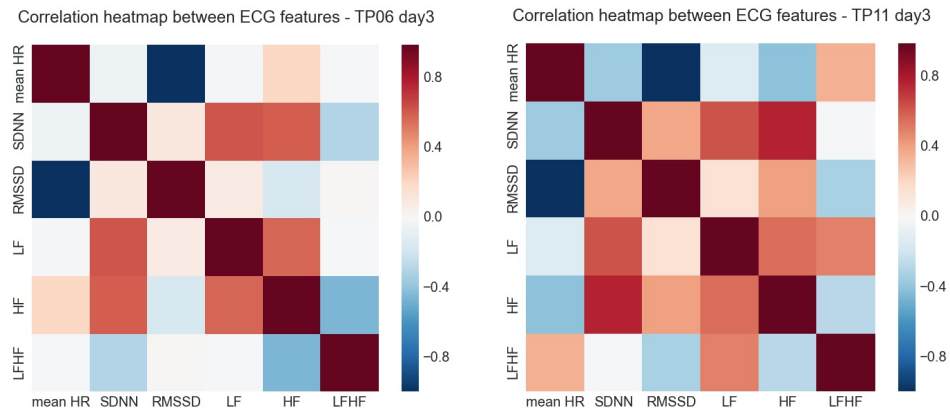 Correlation heatmap between ECG features - TP06 day3
mean HR
SDNN
RMSSD
LF
HF
LFHF
mean HR SDNN RMSSD LF HF LFHF
0.8
0.4
0.0
−0.4
−0.8
Correlation heatmap between ECG features - TP11 day3
mean HR
SDNN
RMSSD
LF
HF
LFHF
mean HR SDNN RMSSD LF HF LFHF
0.8
0.4
0.0
−0.4
−0.8